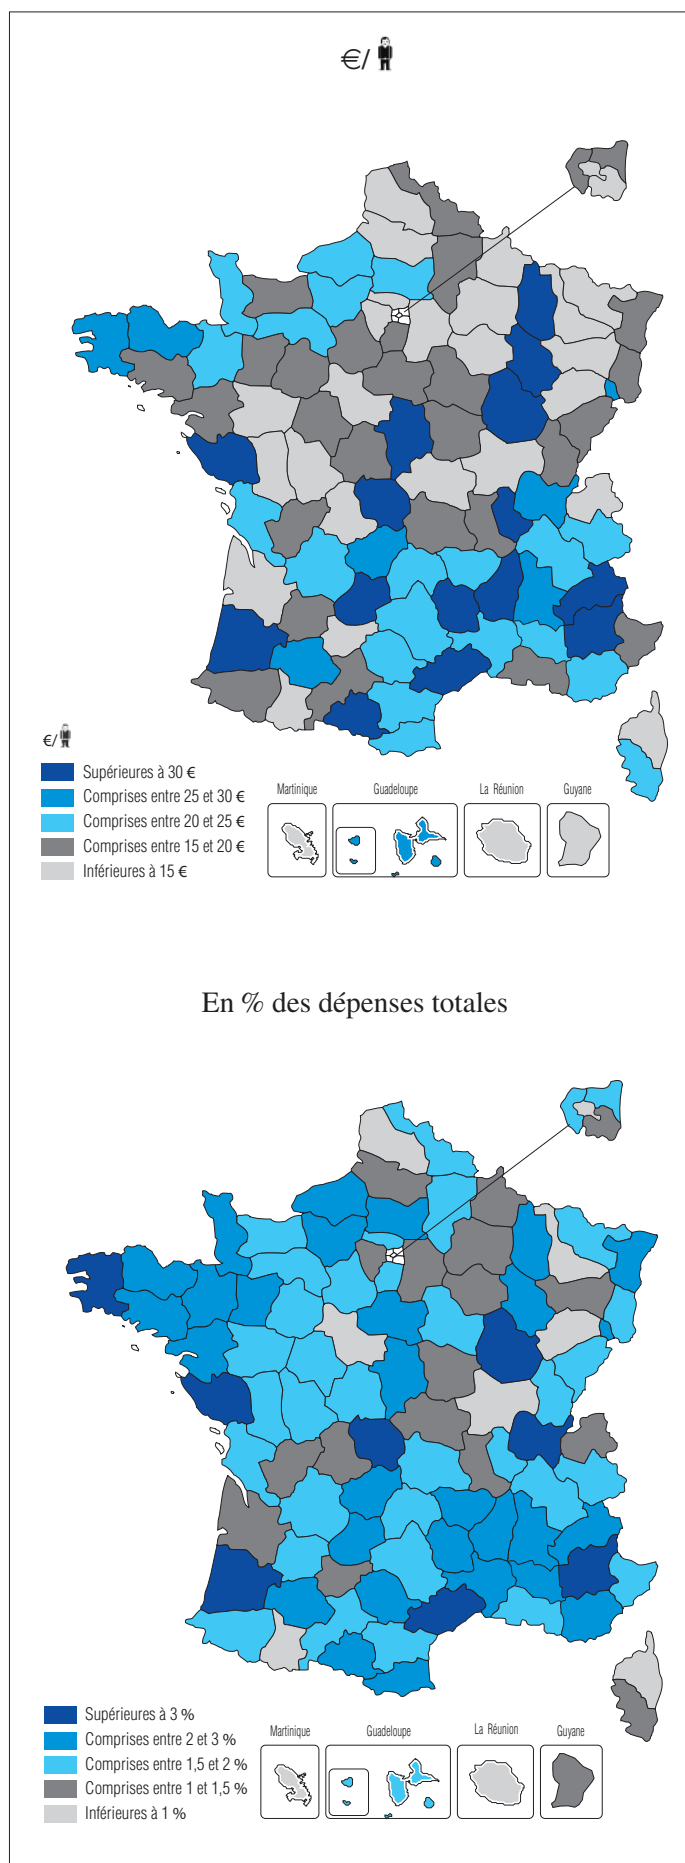 €/
€/
Supérieures à 30 €
Comprises entre 25 et 30 €
Comprises entre 20 et 25 €
Comprises entre 15 et 20 €
Inférieures à 15 €
Martinique
Guadeloupe
La Réunion
Guyane
En % des dépenses totales
Supérieures à 3 %
Comprises entre 2 et 3 %
Comprises entre 1,5 et 2 %
Comprises entre 1 et 1,5 %
Inférieures à 1 %
Martinique
Guadeloupe
La Réunion
Guyane